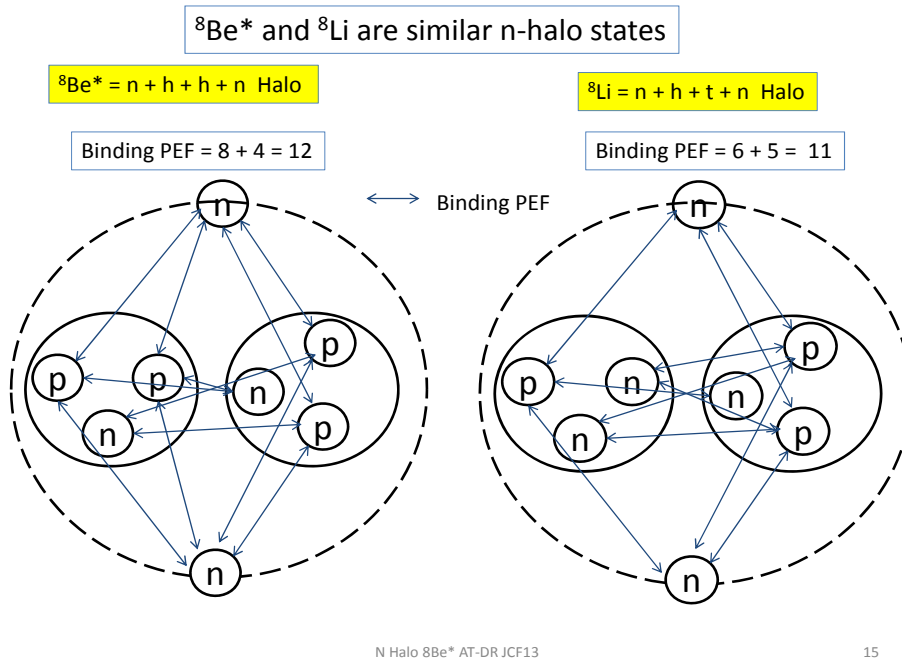 ⁸Be* and ⁸Li are similar n-halo states
⁸Be* = n + h + h + n Halo
⁸Li = n + h + t + n Halo
Binding PEF = 8 + 4 = 12
Binding PEF = 6 + 5 = 11
n
Binding PEF
n
p
p
n
n
p
p
p
n
n
n
p
p
n
n
N Halo 8Be* AT-DR JCF13
15